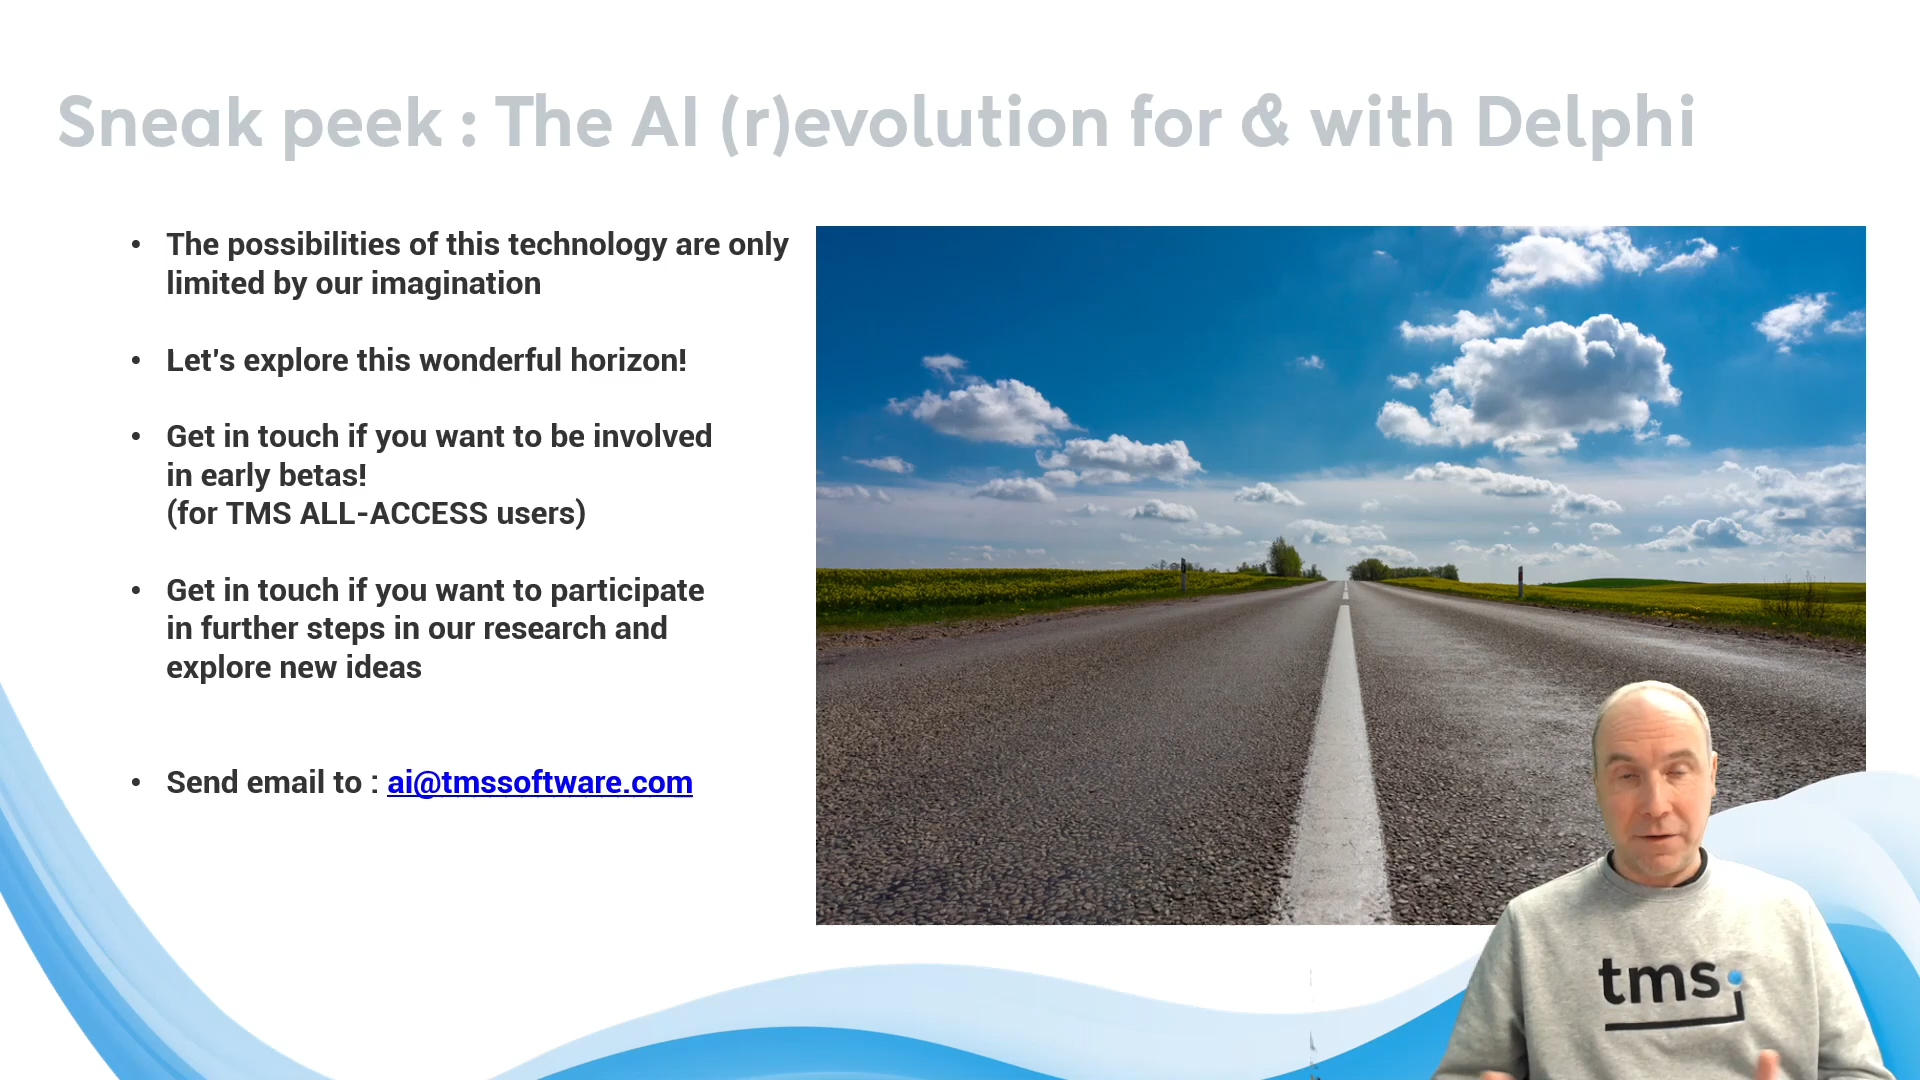 Sneak peek : The AI (r)evolution for & with Delphi
• The possibilities of this technology are only
limited by our imagination
• Let's explore this wonderful horizon!
• Get in touch if you want to be involved
in early betas!
(for TMS ALL-ACCESS users)
• Get in touch if you want to participate
in further steps in our research and
explore new ideas
• Send email to : ai@tmssoftware.com
tms